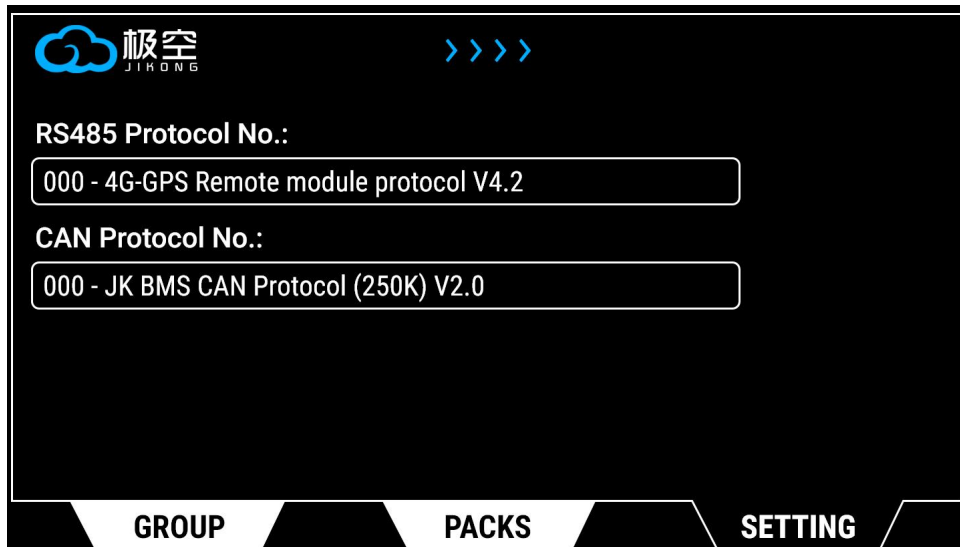 极空
JIKONG
RS485 Protocol No.:
000 - 4G-GPS Remote module protocol V4.2
CAN Protocol No.:
000 - JK BMS CAN Protocol (250K) V2.0
GROUP
PACKS
SETTING